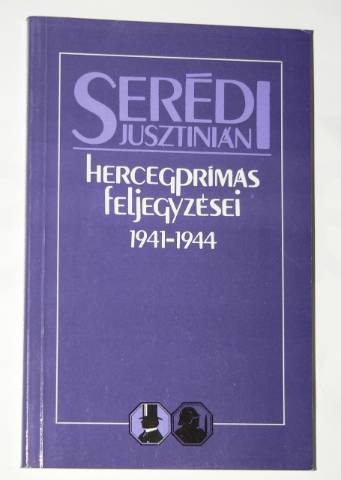 SERÉDI
JUSZTINIÁN
HERCEGPRÍMÁS
FELJEGYZÉSEI
1941-1944